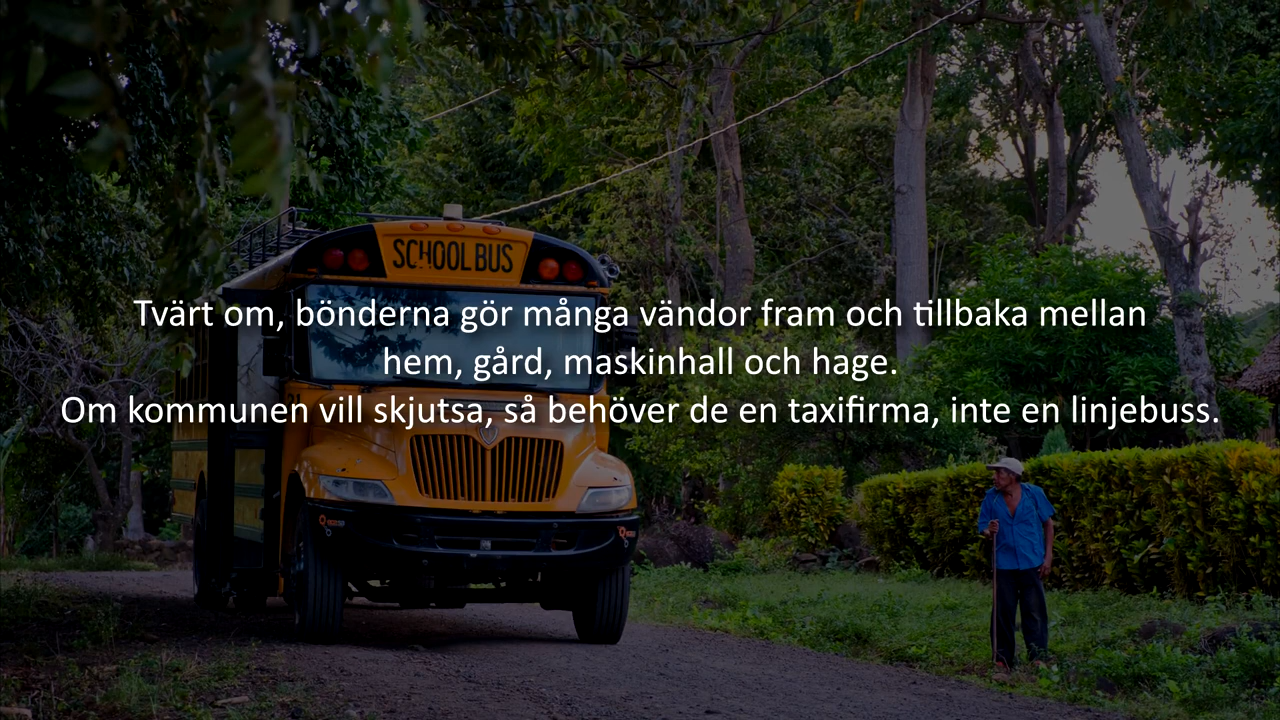 SCHOOL BUS
Tvärt om, bönderna gör många vändor fram och tillbaka mellan
hem, gård, maskinhall och hage.
Om kommunen vill skjutsa, så behöver de en taxifirma, inte en linjebuss.